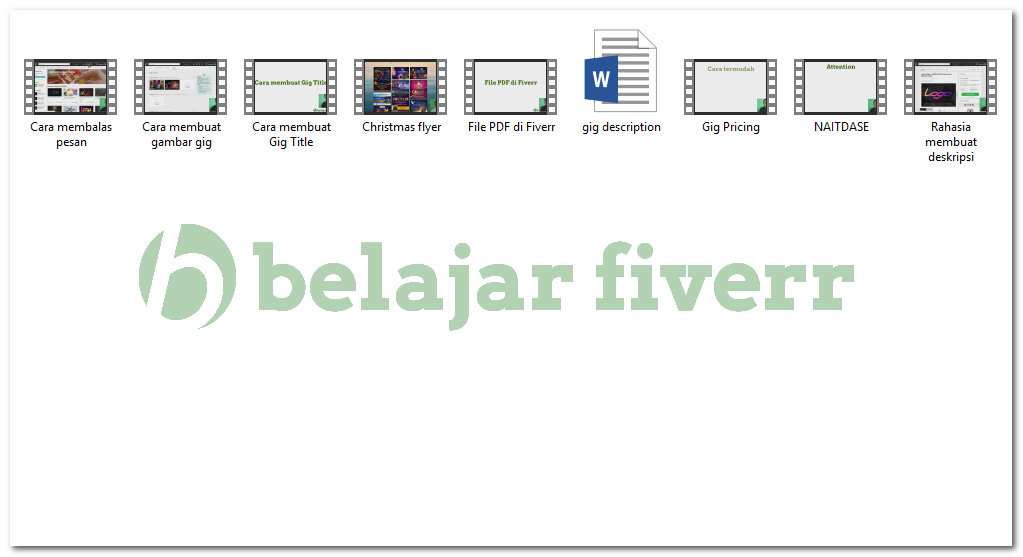 Cara membuat Gig Title
File PDF di Fiverr
W
Cara termudah
Attention
Cara membalas
pesan
Cara membuat
gambar gig
Cara membuat
Gig Title
Christmas flyer
File PDF di Fiverr
gig description
Gig Pricing
NAITDASE
Rahasia
membuat
deskripsi
b belajar fiverr